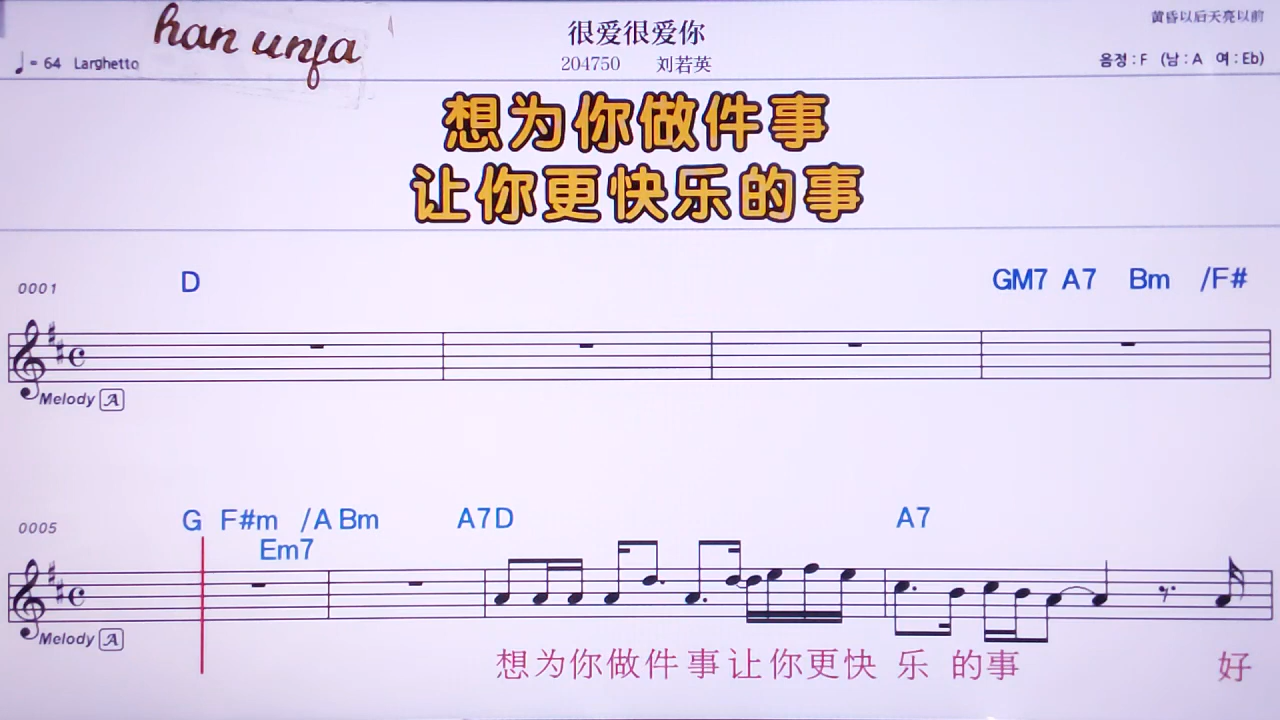 han unfa
很爱很爱你
黄昏以后天亮以前
♩= 64 Larghetto
204750 刘若英
음정 : F (남 : A 여 : Eb)
想为你做件事
让你更快乐的事
0001
D GM7 A7 Bm /F#
Melody A
0005
G F#m /A Bm A7 D A7
Em7
Melody A
想为你做件事让你更快乐的事 好